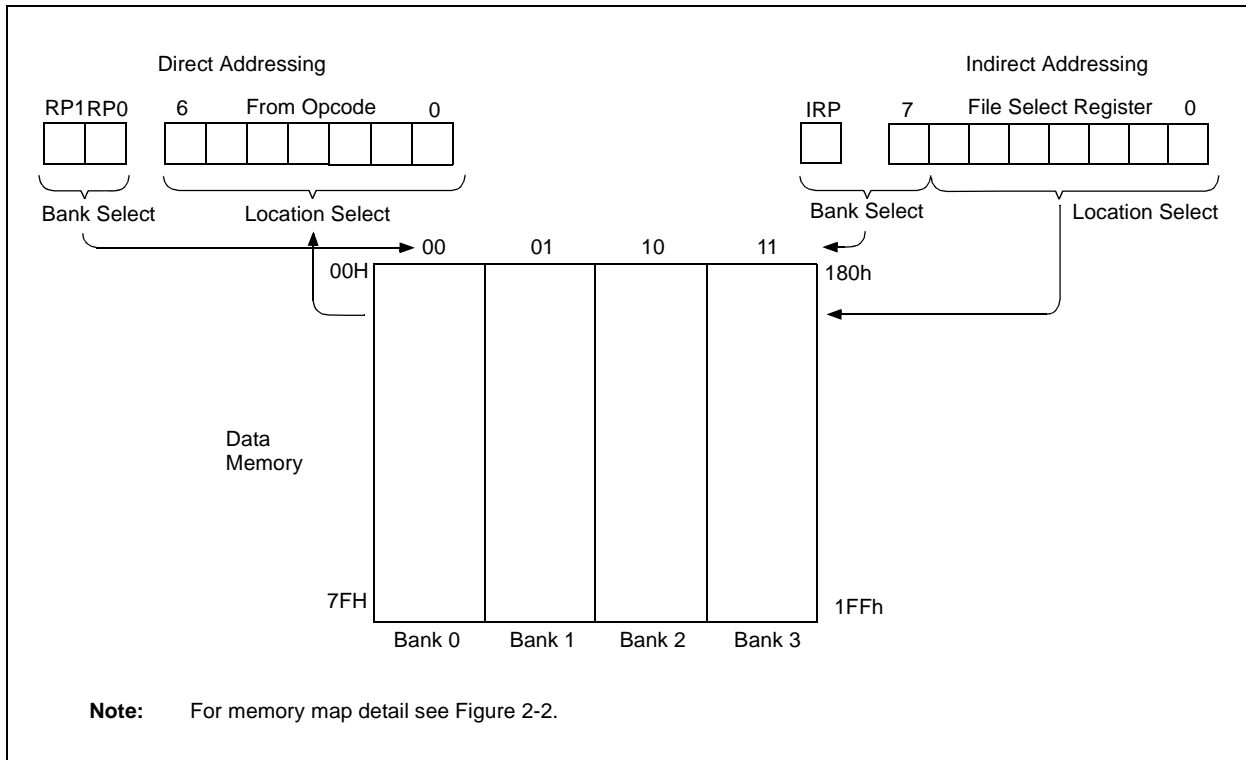 Direct Addressing
Indirect Addressing
RP1RP0 6 From Opcode 0
IRP 7 File Select Register 0
Bank Select Location Select
Bank Select Location Select
00 01 10 11
00H
180h
Data
Memory
7FH
1FFh
Bank 0 Bank 1 Bank 2 Bank 3
Note: For memory map detail see Figure 2-2.